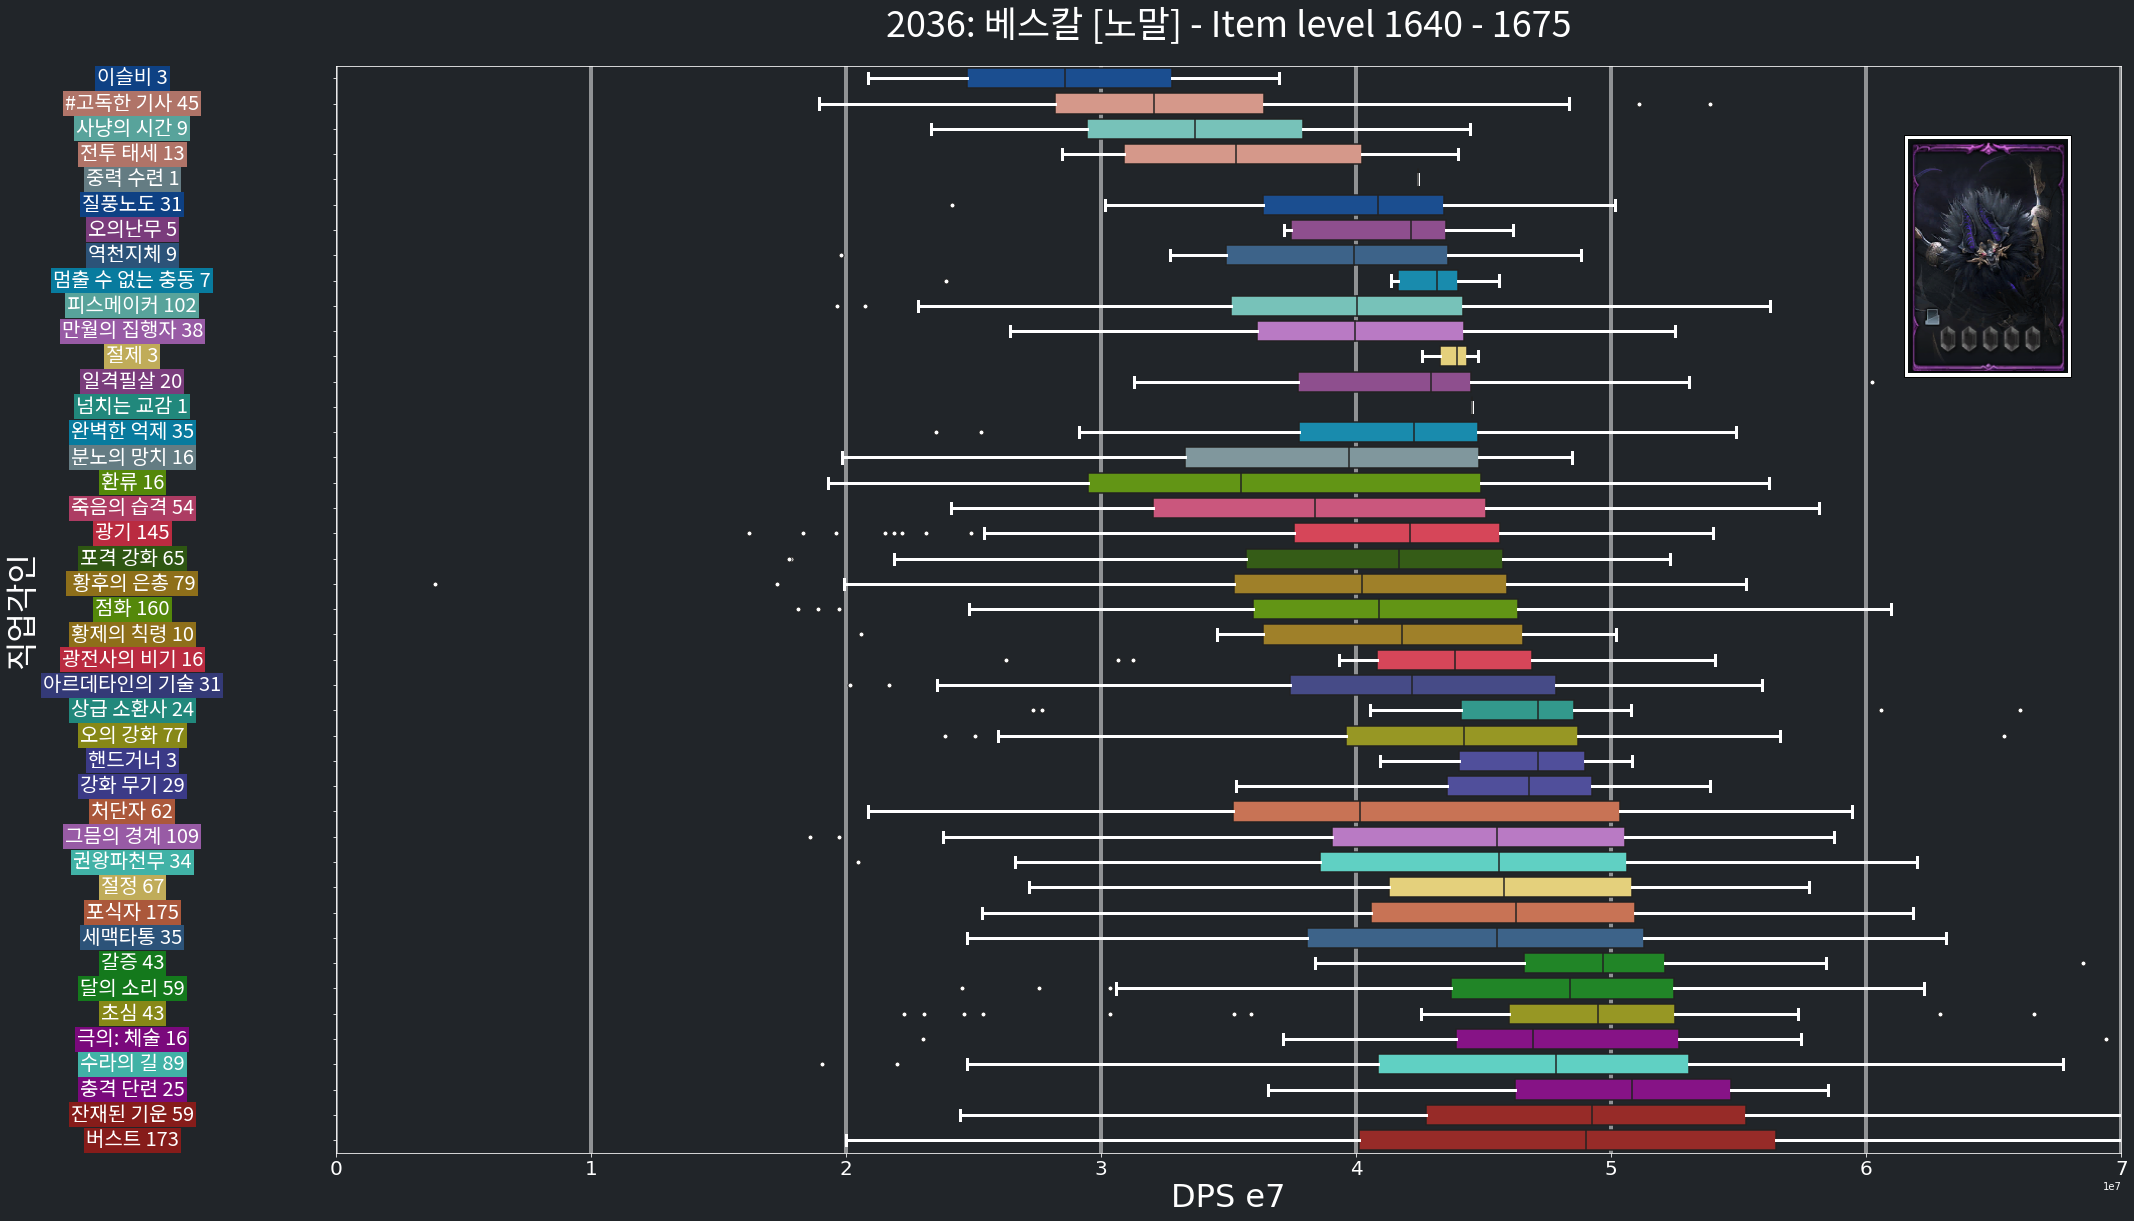 2036: 베스칼 [노말] - Item level 1640 - 1675
이슬비 3
#고독한 기사 45
사냥의 시간 9
전투 태세 13
중력 수련 1
질풍노도 31
오의난무 5
역천지체 9
멈출 수 없는 충동 7
피스메이커 102
만월의 집행자 38
절제 3
일격필살 20
넘치는 교감 1
완벽한 억제 35
분노의 망치 16
환류 16
죽음의 습격 54
광기 145
포격 강화 65
황후의 은총 79
점화 160
황제의 칙령 10
광전사의 비기 16
아르데타인의 기술 31
상급 소환사 24
오의 강화 77
핸드거너 3
강화 무기 29
처단자 62
그믐의 경계 109
권왕파천무 34
절정 67
포식자 175
세맥타통 35
갈증 43
달의 소리 59
초심 43
극의: 체술 16
수라의 길 89
충격 단련 25
잔재된 기운 59
버스트 173
직업각인
0 1 2 3 4 5 6 7
1e7
DPS e7